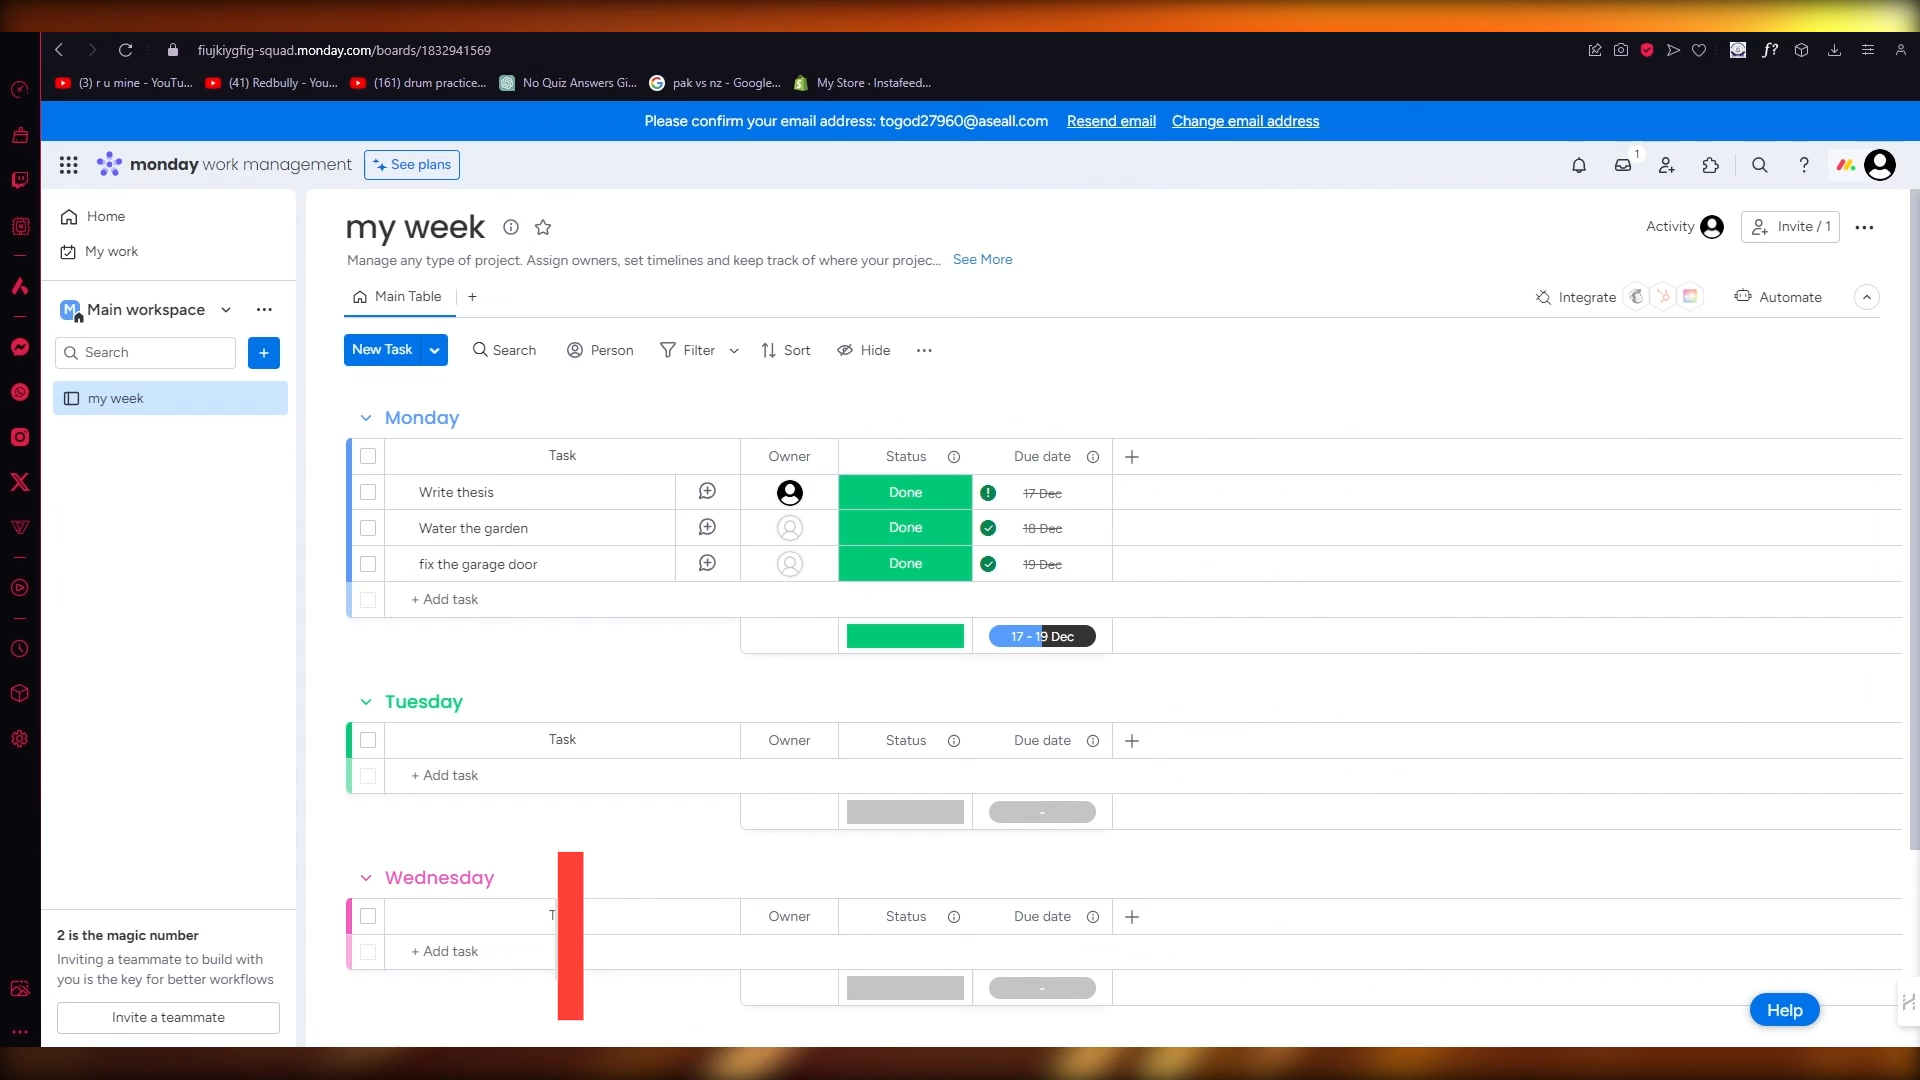 fiujkiygfig-squad.monday.com/boards/1832941569
(3) r u mine - YouTu... (41) Redbully - You... (161) drum practice... No Quiz Answers Gi... pak vs nz - Google... My Store · Instafeed...
Please confirm your email address: togod27960@aseall.com Resend email Change email address
monday work management See plans 1
Home
My work
my week
Activity Invite / 1
Manage any type of project. Assign owners, set timelines and keep track of where your projec... See More
Main Table + Integrate Automate
M Main workspace
Search +
my week
New Task Search Person Filter Sort Hide
Monday
Task Owner Status Due date +
Write thesis Done 17 Dec
Water the garden Done 18 Dec
fix the garage door Done 19 Dec
+ Add task
17 - 19 Dec
Tuesday
Task Owner Status Due date +
+ Add task
-
Wednesday
T Owner Status Due date +
+ Add task
-
2 is the magic number
Inviting a teammate to build with
you is the key for better workflows
Invite a teammate
Help